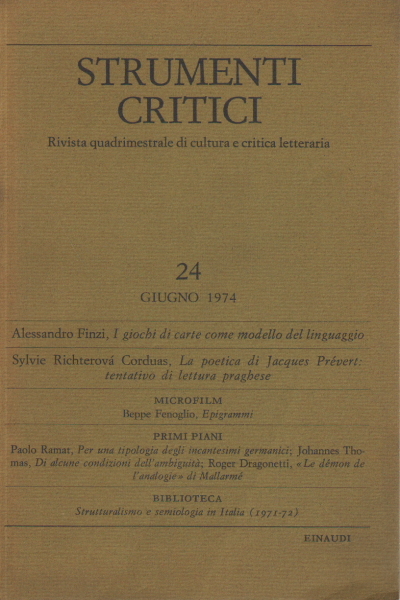 STRUMENTI
CRITICI
Rivista quadrimestrale di cultura e critica letteraria
24
GIUGNO 1974
Alessandro Finzi, I giochi di carte come modello del linguaggio
Sylvie Richterová Corduas, La poetica di Jacques Prévert:
tentativo di lettura praghese
MICROFILM
Beppe Fenoglio, Epigrammi
PRIMI PIANI
Paolo Ramat, Per una tipologia degli incantesimi germanici; Johannes Tho-
mas, Di alcune condizioni dell'ambiguità; Roger Dragonetti, «Le démon de
l'analogie» di Mallarmé
BIBLIOTECA
Strutturalismo e semiologia in Italia (1971-72)
EINAUDI